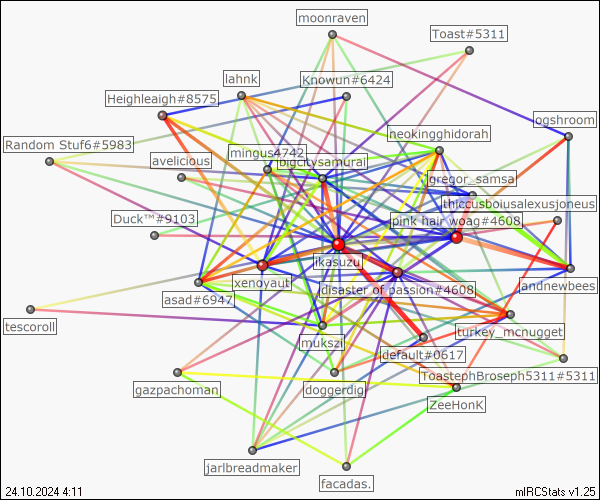 moonraven
Toast#5311
lahnk
Knowun#6424
Heighleaigh#8575
ogshroom
neokingghidorah
Random Stuf6#5983
mingus4742
avelicious
bigcitysamurai
gregor_samsa
thiccusboiusalexusjoneus
Duck™#9103
pink hair woag#4608
jkasuzu
xenoyaut
disaster of passion#4608
andnewbees
asad#6947
tescoroll
turkey_mcnugget
mukszi
default#0617
ToastephBroseph5311#5311
gazpachoman
doggerdig
ZeeHonK
jarlbreadmaker
facadas.
24.10.2024 4:11
mIRCStats v1.25